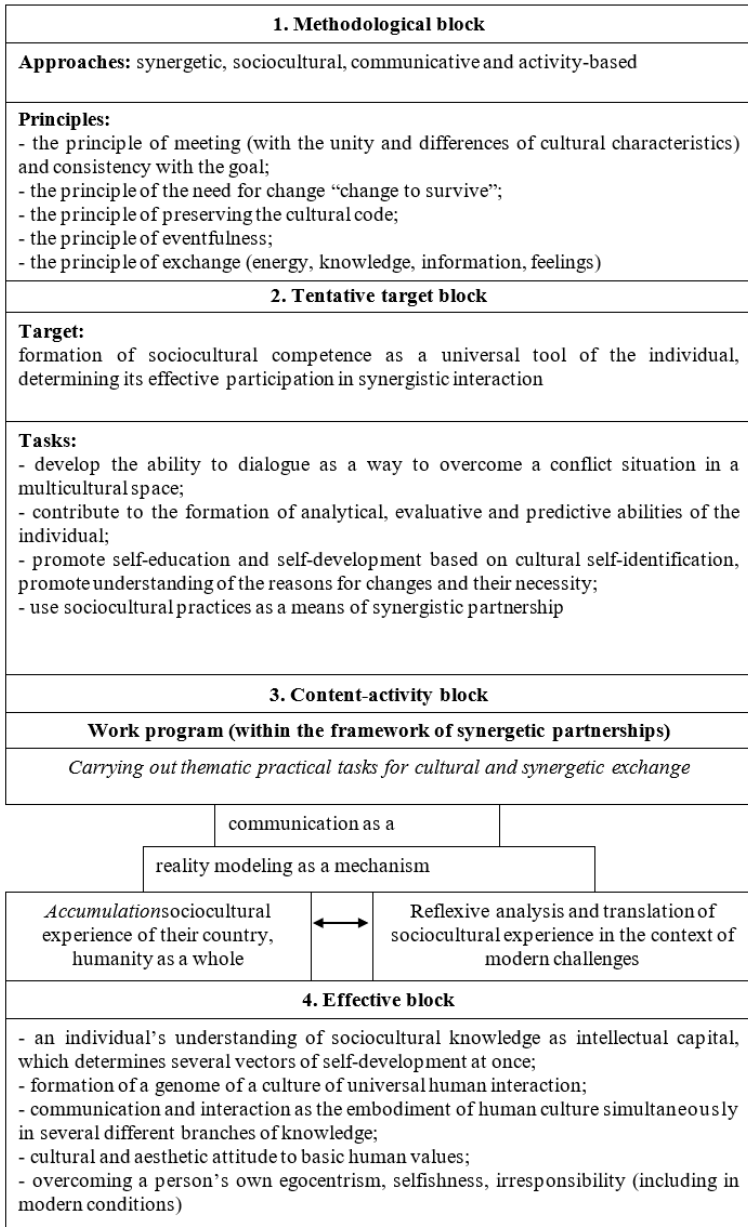 1. Methodological block
Approaches: synergetic, sociocultural, communicative and activity-based
Principles:
- the principle of meeting (with the unity and differences of cultural characteristics)
and consistency with the goal;
- the principle of the need for change “change to survive”;
- the principle of preserving the cultural code;
- the principle of eventfulness;
- the principle of exchange (energy, knowledge, information, feelings)
2. Tentative target block
Target:
formation of sociocultural competence as a universal tool of the individual,
determining its effective participation in synergistic interaction
Tasks:
- develop the ability to dialogue as a way to overcome a conflict situation in a
multicultural space;
- contribute to the formation of analytical, evaluative and predictive abilities of the
individual;
- promote self-education and self-development based on cultural self-identification,
promote understanding of the reasons for changes and their necessity;
- use sociocultural practices as a means of synergistic partnership
3. Content-activity block
Work program (within the framework of synergetic partnerships)
Carrying out thematic practical tasks for cultural and synergetic exchange
communication as a
reality modeling as a mechanism
Accumulationsociocultural
experience of their country,
humanity as a whole
Reflexive analysis and translation of
sociocultural experience in the context of
modern challenges
4. Effective block
- an individual’s understanding of sociocultural knowledge as intellectual capital,
which determines several vectors of self-development at once;
- formation of a genome of a culture of universal human interaction;
- communication and interaction as the embodiment of human culture simultaneously
in several different branches of knowledge;
- cultural and aesthetic attitude to basic human values;
- overcoming a person’s own egocentrism, selfishness, irresponsibility (including in
modern conditions)